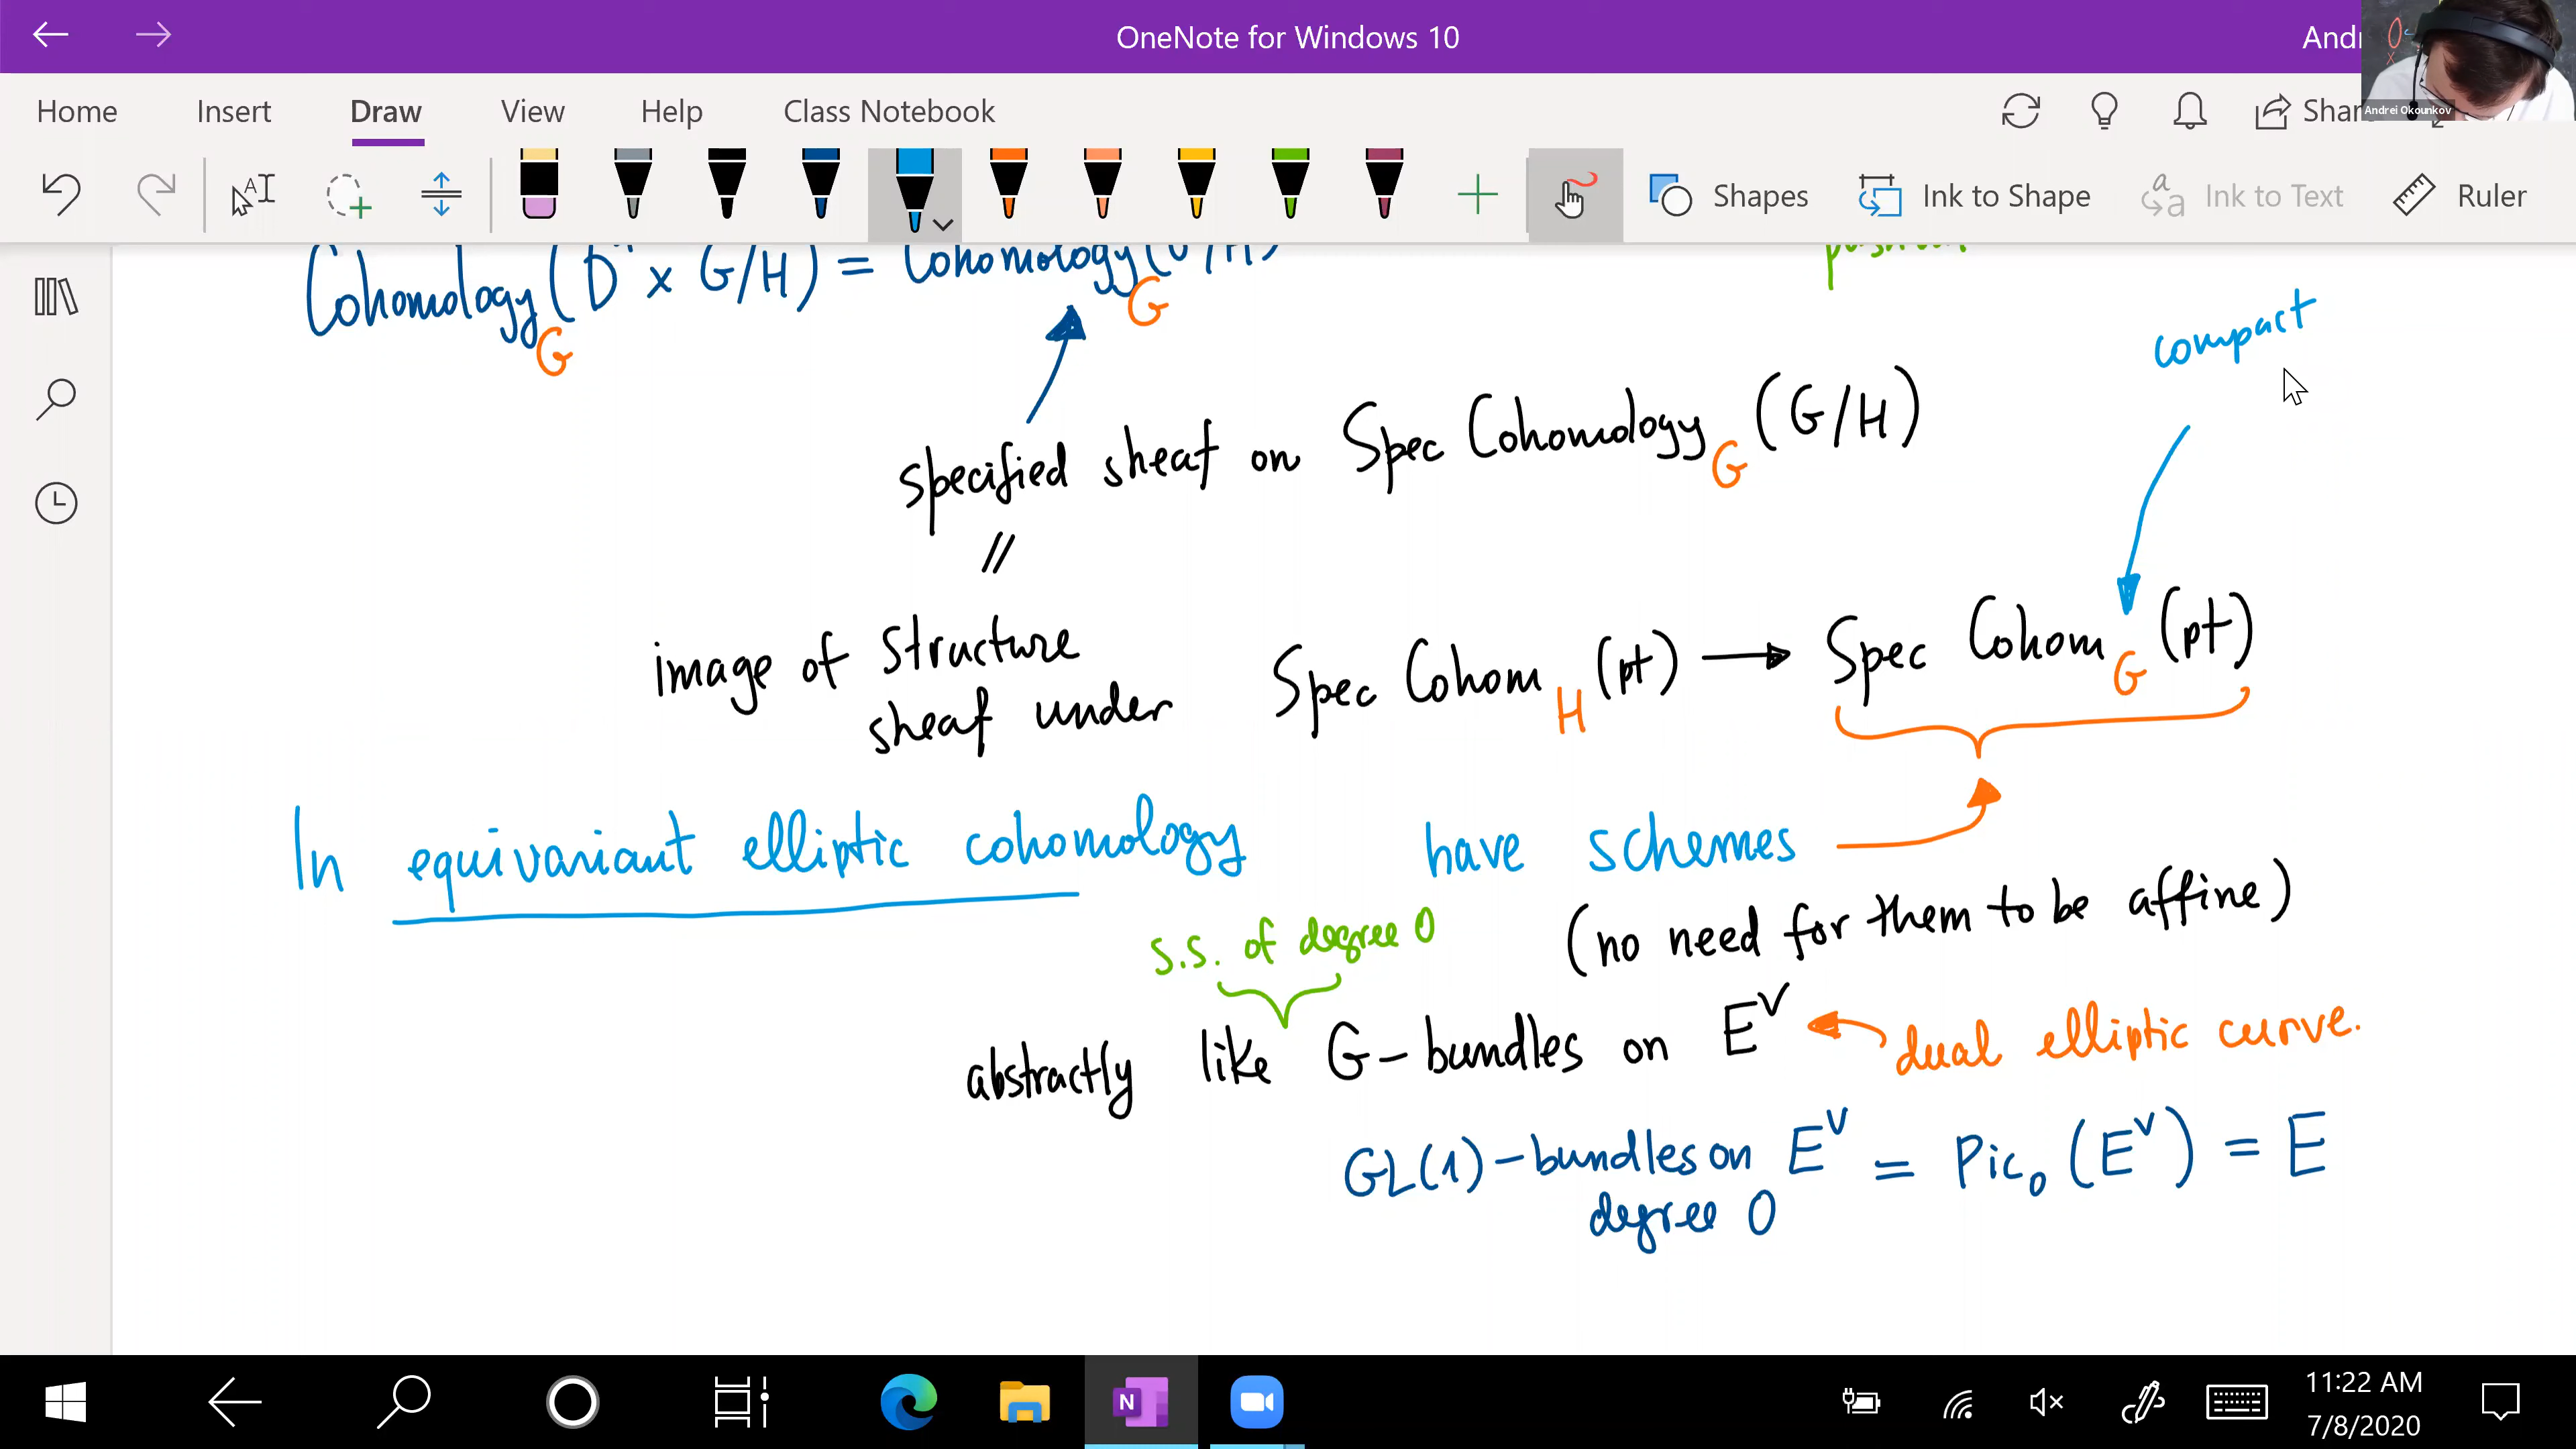 OneNote for Windows 10
Andrei Okounkov
Home Insert Draw View Help Class Notebook
Shapes Ink to Shape Ink to Text Ruler
Cohomology_G ( D × G/H ) = Cohomology_G
compact
specified sheaf on Spec Cohomology_G (G/H)
//
image of structure sheaf under Spec Cohom_H (pt) → Spec Cohom_G (pt)
In equivariant elliptic cohomology have schemes
(no need for them to be affine)
s.s. of degree 0
abstractly like G-bundles on E^∨ dual elliptic curve.
GL(1)-bundles on E^∨ = Pic_0 (E^∨) = E
degree 0
11:22 AM
7/8/2020